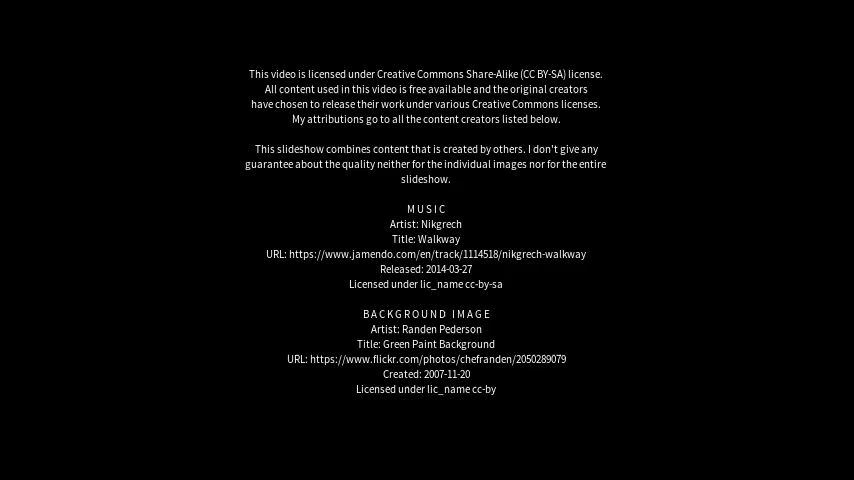 This video is licensed under Creative Commons Share-Alike (CC BY-SA) license.
All content used in this video is free available and the original creators
have chosen to release their work under various Creative Commons licenses.
My attributions go to all the content creators listed below.
This slideshow combines content that is created by others. I don't give any
guarantee about the quality neither for the individual images nor for the entire
slideshow.
MUSIC
Artist: Nikgrech
Title: Walkway
URL: https://www.jamendo.com/en/track/1114518/nikgrech-walkway
Released: 2014-03-27
Licensed under lic_name cc-by-sa
BACKGROUND IMAGE
Artist: Randen Pederson
Title: Green Paint Background
URL: https://www.flickr.com/photos/chefranden/2050289079
Created: 2007-11-20
Licensed under lic_name cc-by